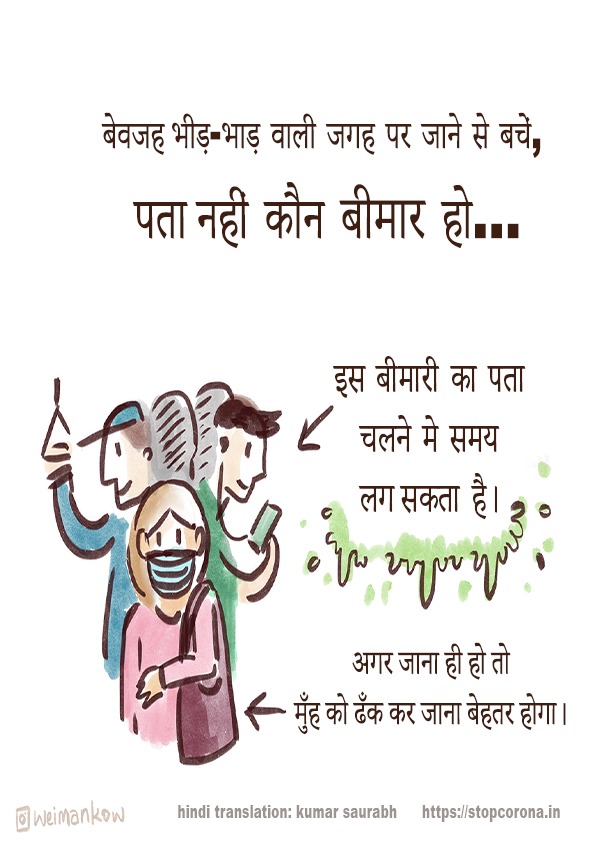 बेवजह भीड़-भाड़ वाली जगह पर जाने से बचें,
पता नहीं कौन बीमार हो...
इस बीमारी का पता
चलने मे समय
लग सकता है।
अगर जाना ही हो तो
मुँह को ढँक कर जाना बेहतर होगा।
weimankow
hindi translation: kumar saurabh https://stopcorona.in